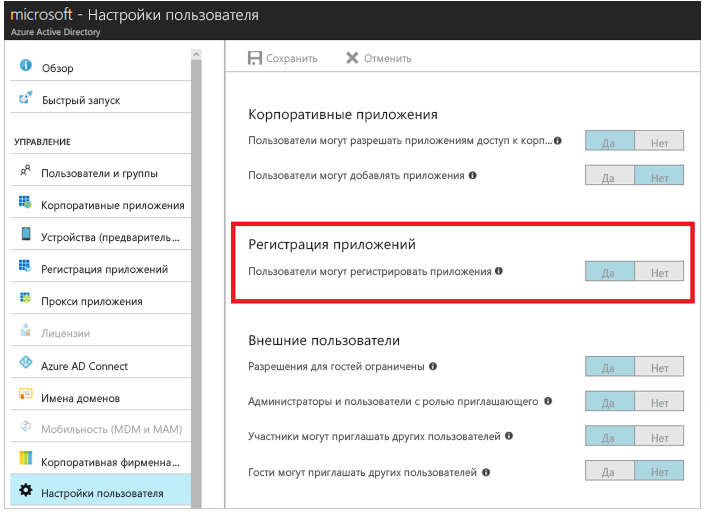 microsoft - Настройки пользователя
Azure Active Directory
Обзор
Быстрый запуск
УПРАВЛЕНИЕ
Пользователи и группы
Корпоративные приложения
Устройства (предваритель...
Регистрация приложений
Прокси приложения
Лицензии
Azure AD Connect
Имена доменов
Мобильность (MDM и MAM)
Корпоративная фирменна...
Настройки пользователя
Сохранить Отменить
Корпоративные приложения
Пользователи могут разрешать приложениям доступ к корп... Да Нет
Пользователи могут добавлять приложения Да Нет
Регистрация приложений
Пользователи могут регистрировать приложения Да Нет
Внешние пользователи
Разрешения для гостей ограничены Да Нет
Администраторы и пользователи с ролью приглашающего Да Нет
Участники могут приглашать других пользователей Да Нет
Гости могут приглашать других пользователей Да Нет